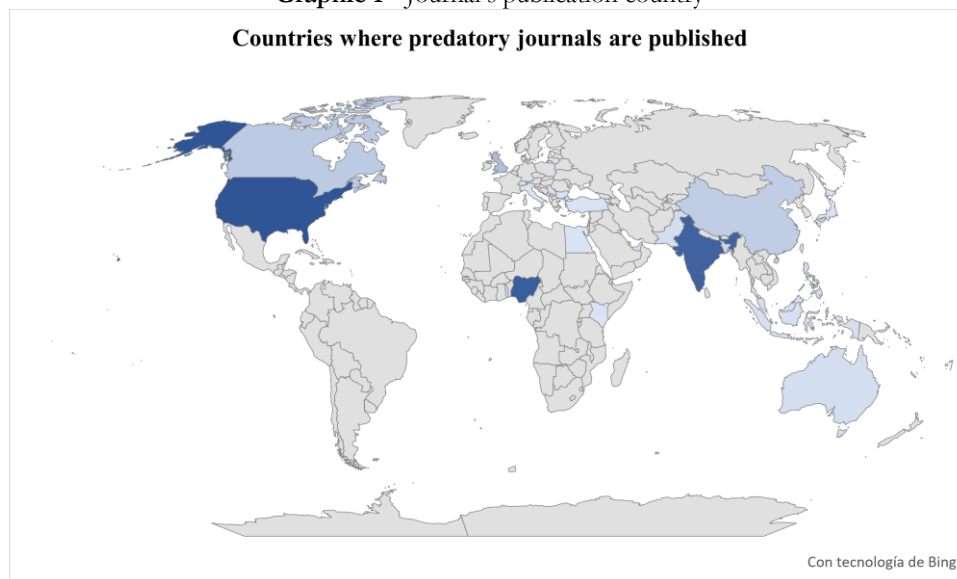 Graphic 1 - Journal's publication country
Countries where predatory journals are published
Con tecnología de Bing